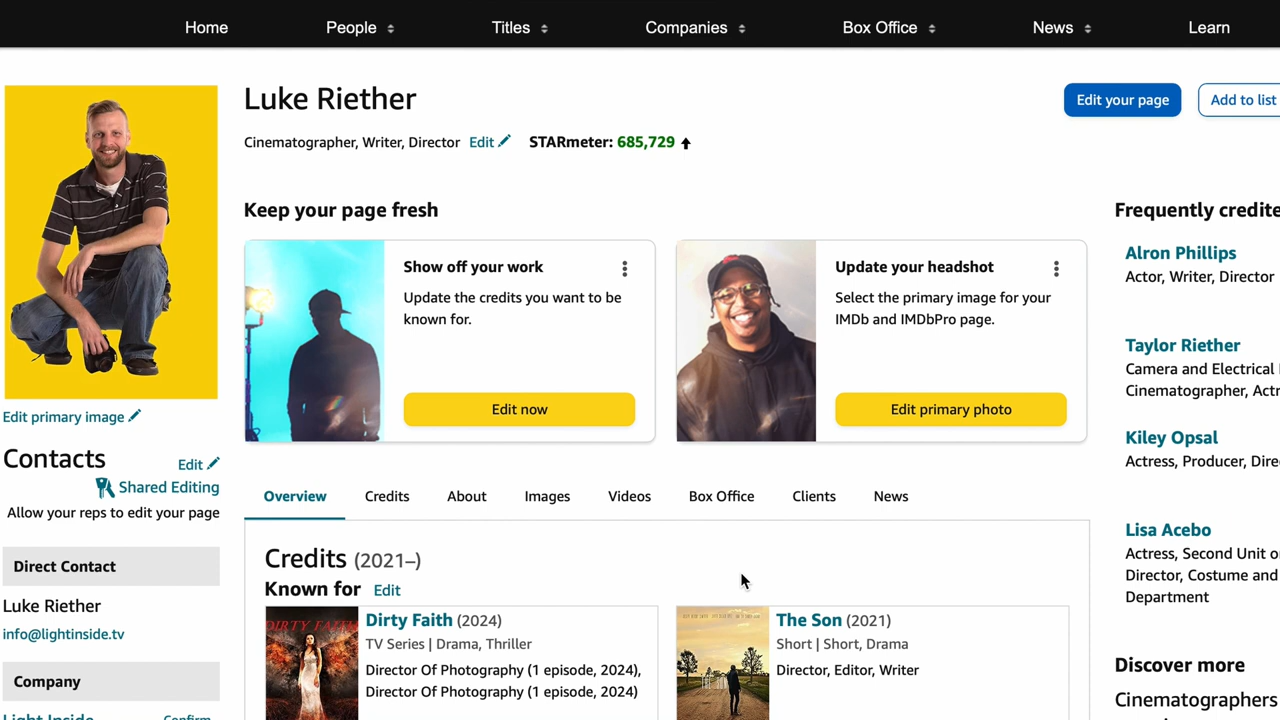 Home People Titles Companies Box Office News Learn
Luke Riether
Edit your page
Add to list
Cinematographer, Writer, Director Edit STARmeter: 685,729
Keep your page fresh
Show off your work
Update the credits you want to be
known for.
Edit now
Update your headshot
Select the primary image for your
IMDb and IMDbPro page.
Edit primary photo
Frequently credite
Alron Phillips
Actor, Writer, Director
Taylor Riether
Camera and Electrical
Cinematographer, Actr
Kiley Opsal
Actress, Producer, Dire
Lisa Acebo
Actress, Second Unit o
Director, Costume and
Department
Discover more
Cinematographers
Edit primary image
Contacts Edit
Shared Editing
Allow your reps to edit your page
Direct Contact
Luke Riether
info@lightinside.tv
Company
Light Inside Confirm
Overview Credits About Images Videos Box Office Clients News
Credits (2021–)
Known for Edit
DIRTY FAITH
Dirty Faith (2024)
TV Series | Drama, Thriller
Director Of Photography (1 episode, 2024),
Director Of Photography (1 episode, 2024)
THE SON
The Son (2021)
Short | Short, Drama
Director, Editor, Writer